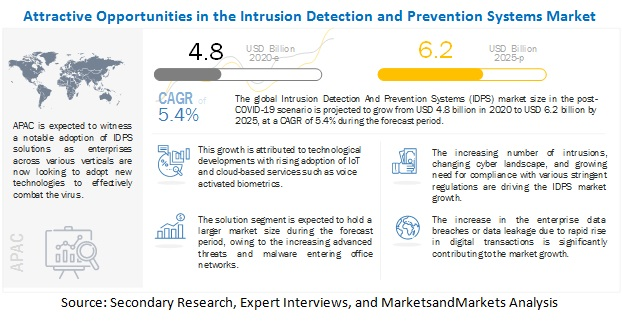 Attractive Opportunities in the Intrusion Detection and Prevention Systems Market
4.8
USD Billion
2020-e
6.2
USD Billion
2025-p
CAGR of
5.4%
The global Intrusion Detection And Prevention Systems (IDPS) market size in the post-
COVID-19 scenario is projected to grow from USD 4.8 billion in 2020 to USD 6.2 billion by
2025, at a CAGR of 5.4% during the forecast period.
APAC is expected to witness
a notable adoption of IDPS
solutions as enterprises
across various verticals are
now looking to adopt new
technologies to effectively
combat the virus.
APAC
This growth is attributed to technological
developments with rising adoption of IoT
and cloud-based services such as voice
activated biometrics.
The increasing number of intrusions,
changing cyber landscape, and growing
need for compliance with various stringent
regulations are driving the IDPS market
growth.
The solution segment is expected to hold a
larger market size during the forecast
period, owing to the increasing advanced
threats and malware entering office
networks.
The increase in the enterprise data
breaches or data leakage due to rapid rise
in digital transactions is significantly
contributing to the market growth.
Source: Secondary Research, Expert Interviews, and MarketsandMarkets Analysis